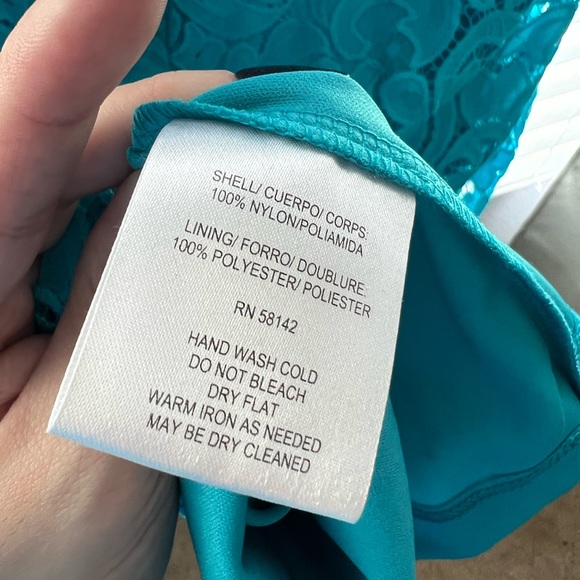 SHELL/ CUERPO/ CORPS:
100% NYLON/POLIAMIDA
LINING/ FORRO/ DOUBLURE:
100% POLYESTER/ POLIESTER
RN 58142
HAND WASH COLD
DO NOT BLEACH
DRY FLAT
WARM IRON AS NEEDED
MAY BE DRY CLEANED